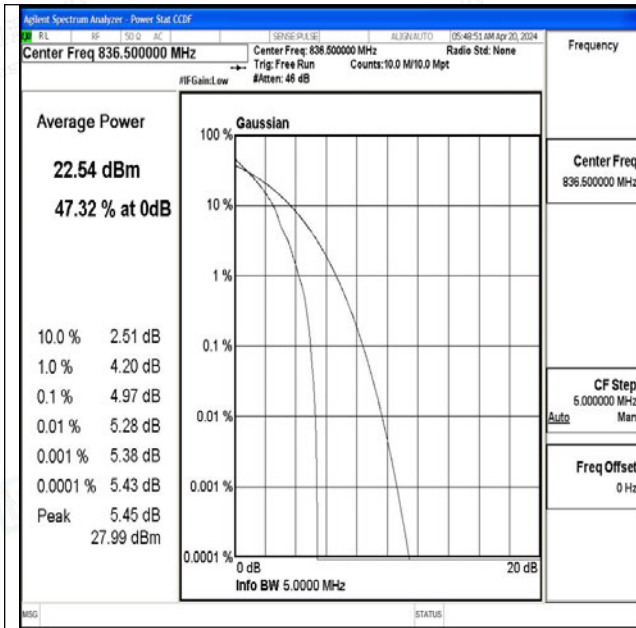 Agilent Spectrum Analyzer - Power Stat CCDF
RL RF 50 Ω AC SENSE:PULSE ALIGNAUTO 05:48:51 AM Apr 20, 2024
Center Freq 836.500000 MHz
Center Freq: 836.500000 MHz Radio Std: None
Trig: Free Run Counts:10.0 M/10.0 Mpt
#IFGain:Low #Atten: 46 dB
Frequency
Average Power
22.54 dBm
47.32 % at 0dB
10.0 % 2.51 dB
1.0 % 4.20 dB
0.1 % 4.97 dB
0.01 % 5.28 dB
0.001 % 5.38 dB
0.0001 % 5.43 dB
Peak 5.45 dB
27.99 dBm
Gaussian
100 %
10 %
1 %
0.1 %
0.01 %
0.001 %
0.0001 %
0 dB 20 dB
Info BW 5.0000 MHz
Center Freq
836.500000 MHz
CF Step
5.000000 MHz
Auto Man
Freq Offset
0 Hz
MSG STATUS